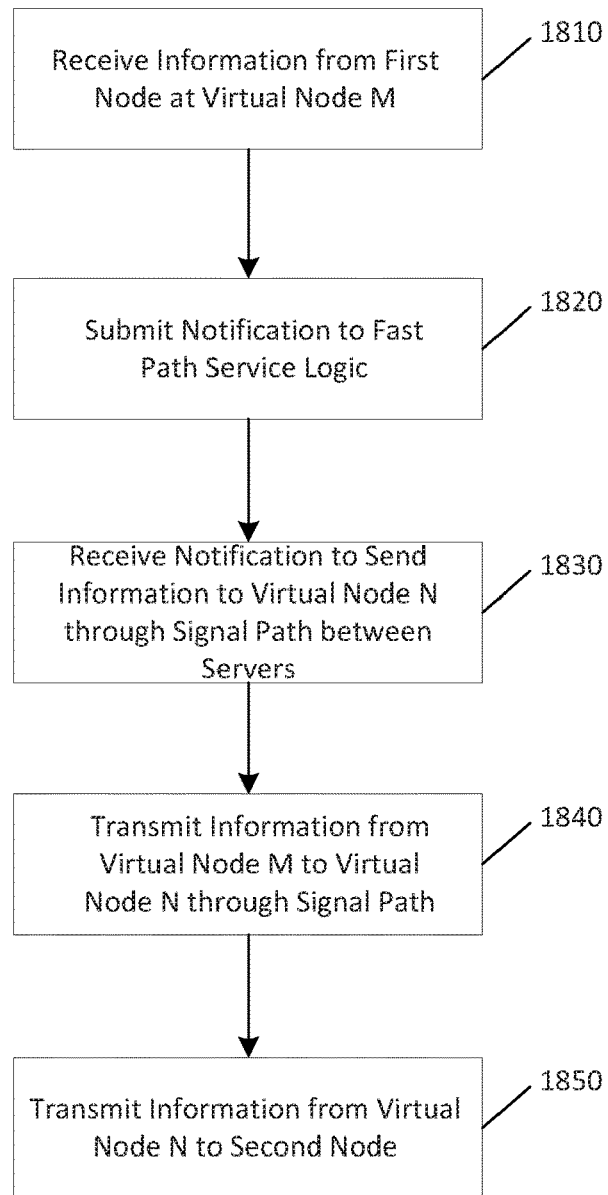 1810
Receive Information from First
Node at Virtual Node M
1820
Submit Notification to Fast
Path Service Logic
1830
Receive Notification to Send
Information to Virtual Node N
through Signal Path between
Servers
1840
Transmit Information from
Virtual Node M to Virtual
Node N through Signal Path
1850
Transmit Information from Virtual
Node N to Second Node